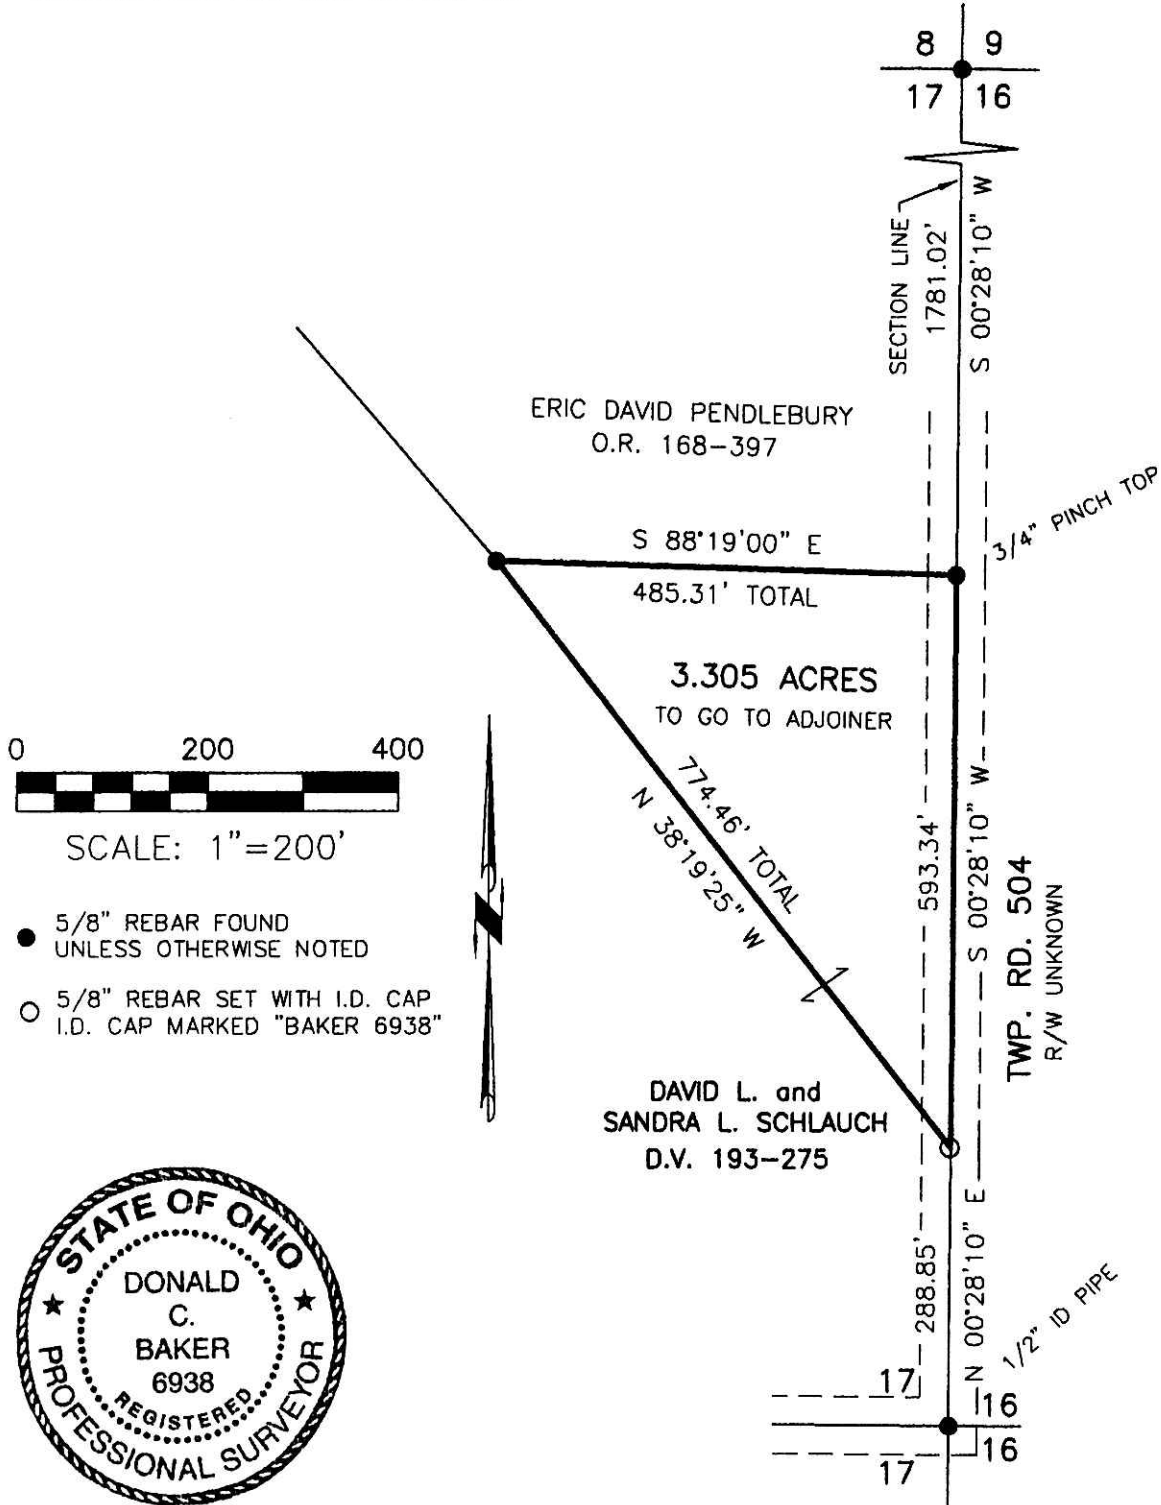 8 9
17 16
SECTION LINE
1781.02'
S 00°28'10" W
ERIC DAVID PENDLEBURY
O.R. 168-397
3/4" PINCH TOP
S 88°19'00" E
485.31' TOTAL
3.305 ACRES
TO GO TO ADJOINER
0 200 400
SCALE: 1"=200'
774.46' TOTAL
N 38°19'25" W
593.34'
S 00°28'10" W
TWP. RD. 504
R/W UNKNOWN
5/8" REBAR FOUND
UNLESS OTHERWISE NOTED
5/8" REBAR SET WITH I.D. CAP
I.D. CAP MARKED "BAKER 6938"
DAVID L. and
SANDRA L. SCHLAUCH
D.V. 193-275
288.85'
N 00°28'10" E
1/2" ID PIPE
17 16
17 16
STATE OF OHIO
DONALD
C.
BAKER
6938
REGISTERED
PROFESSIONAL SURVEYOR